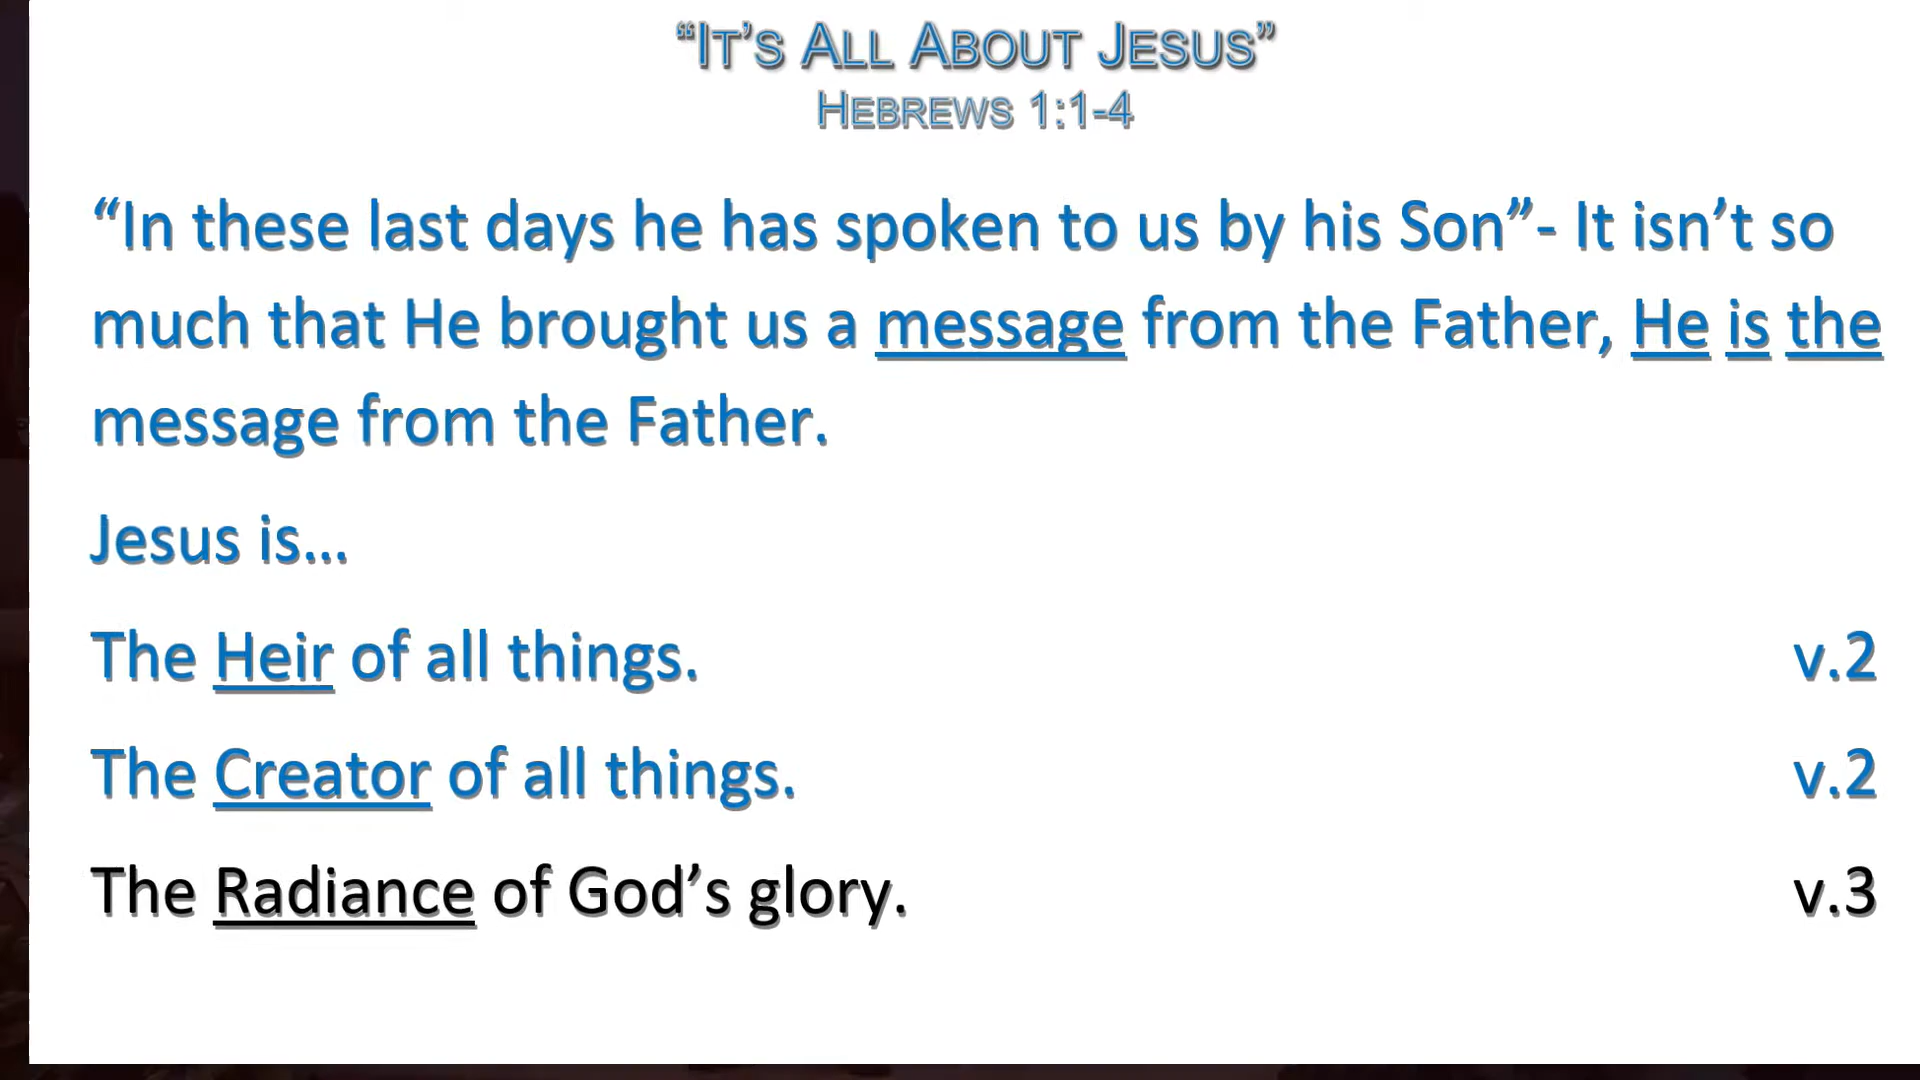 “It’s All About Jesus”
Hebrews 1:1-4
“In these last days he has spoken to us by his Son”- It isn’t so
much that He brought us a message from the Father, He is the
message from the Father.
Jesus is...
The Heir of all things. v.2
The Creator of all things. v.2
The Radiance of God’s glory. v.3